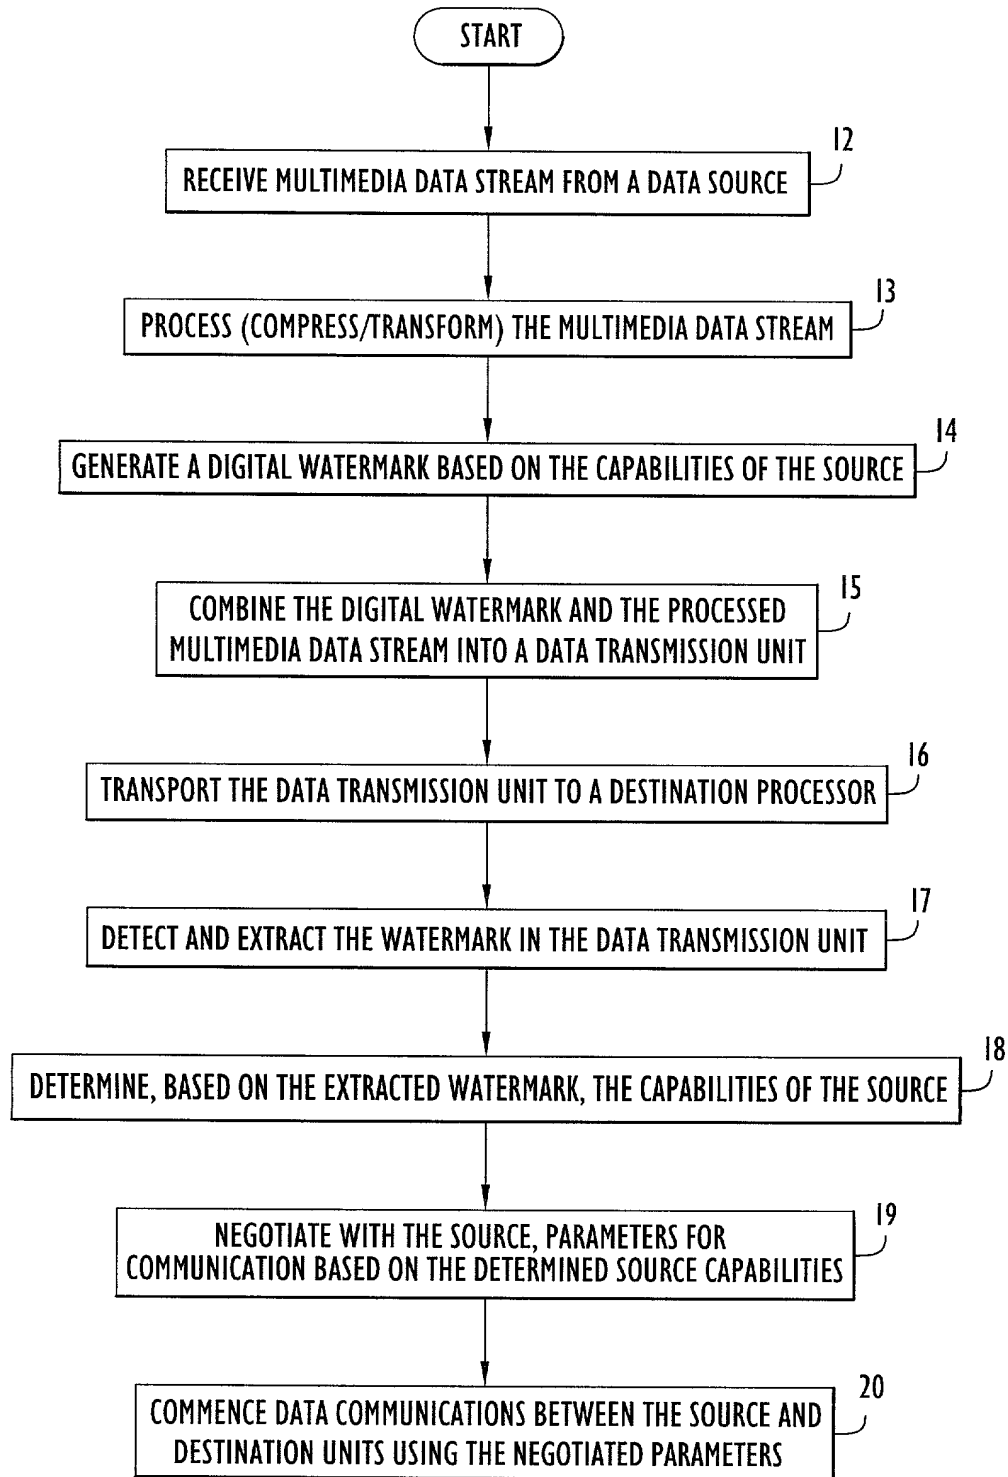 START
12
RECEIVE MULTIMEDIA DATA STREAM FROM A DATA SOURCE
13
PROCESS (COMPRESS/TRANSFORM) THE MULTIMEDIA DATA STREAM
14
GENERATE A DIGITAL WATERMARK BASED ON THE CAPABILITIES OF THE SOURCE
15
COMBINE THE DIGITAL WATERMARK AND THE PROCESSED
MULTIMEDIA DATA STREAM INTO A DATA TRANSMISSION UNIT
16
TRANSPORT THE DATA TRANSMISSION UNIT TO A DESTINATION PROCESSOR
17
DETECT AND EXTRACT THE WATERMARK IN THE DATA TRANSMISSION UNIT
18
DETERMINE, BASED ON THE EXTRACTED WATERMARK, THE CAPABILITIES OF THE SOURCE
19
NEGOTIATE WITH THE SOURCE, PARAMETERS FOR
COMMUNICATION BASED ON THE DETERMINED SOURCE CAPABILITIES
20
COMMENCE DATA COMMUNICATIONS BETWEEN THE SOURCE AND
DESTINATION UNITS USING THE NEGOTIATED PARAMETERS